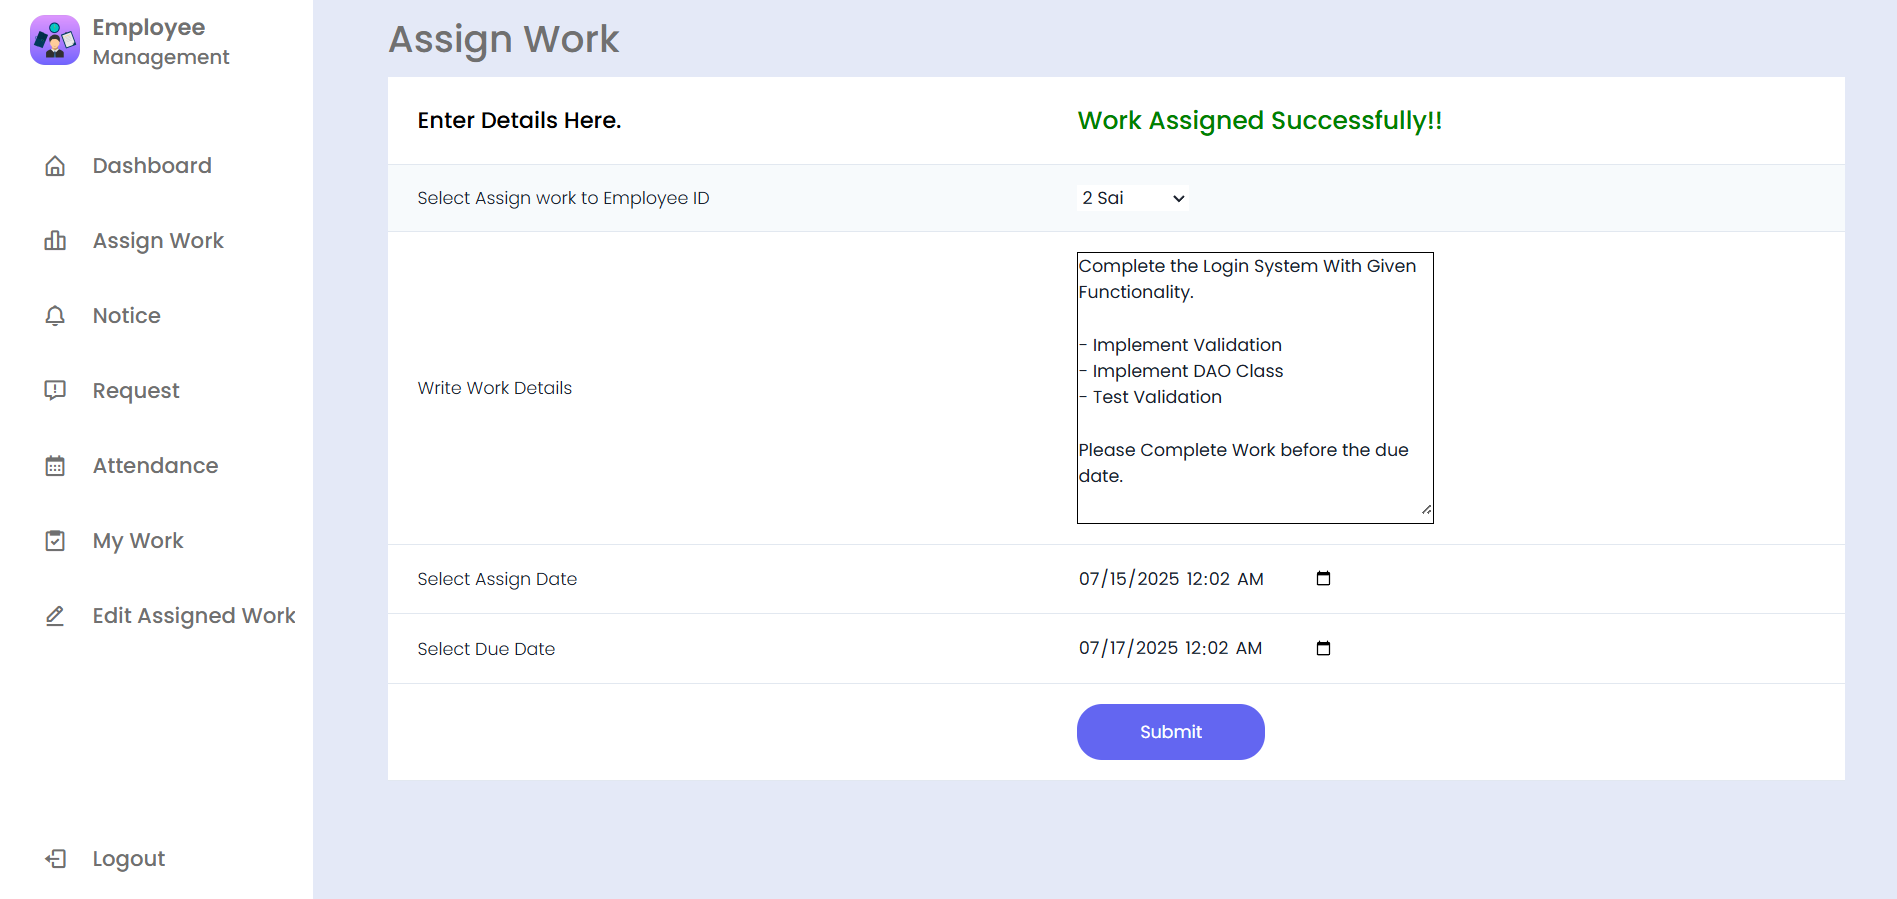 Employee
Management
Dashboard
Assign Work
Notice
Request
Attendance
My Work
Edit Assigned Work
Logout
Assign Work
Enter Details Here.
Work Assigned Successfully!!
Select Assign work to Employee ID
2 Sai
Write Work Details
Complete the Login System With Given
Functionality.
- Implement Validation
- Implement DAO Class
- Test Validation
Please Complete Work before the due
date.
Select Assign Date
07/15/2025 12:02 AM
Select Due Date
07/17/2025 12:02 AM
Submit